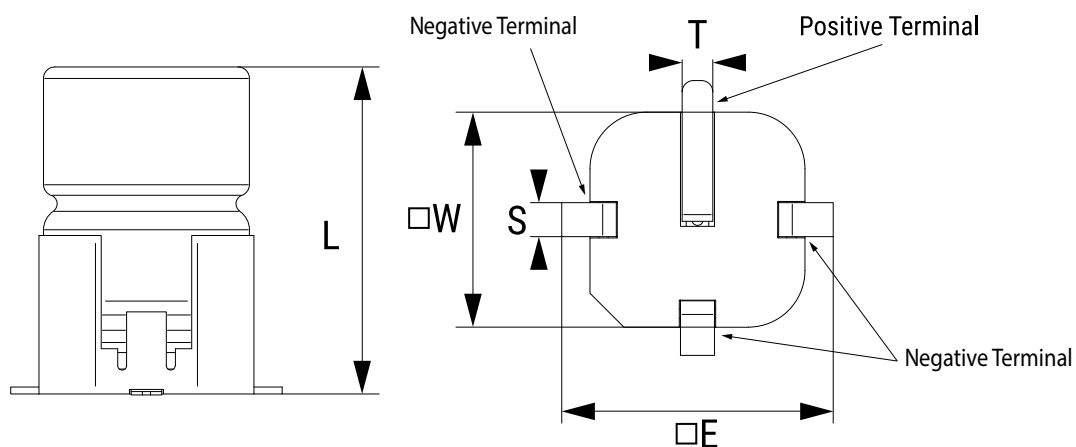 Negative Terminal
T
Positive Terminal
L
□W
S
Negative Terminal
□E